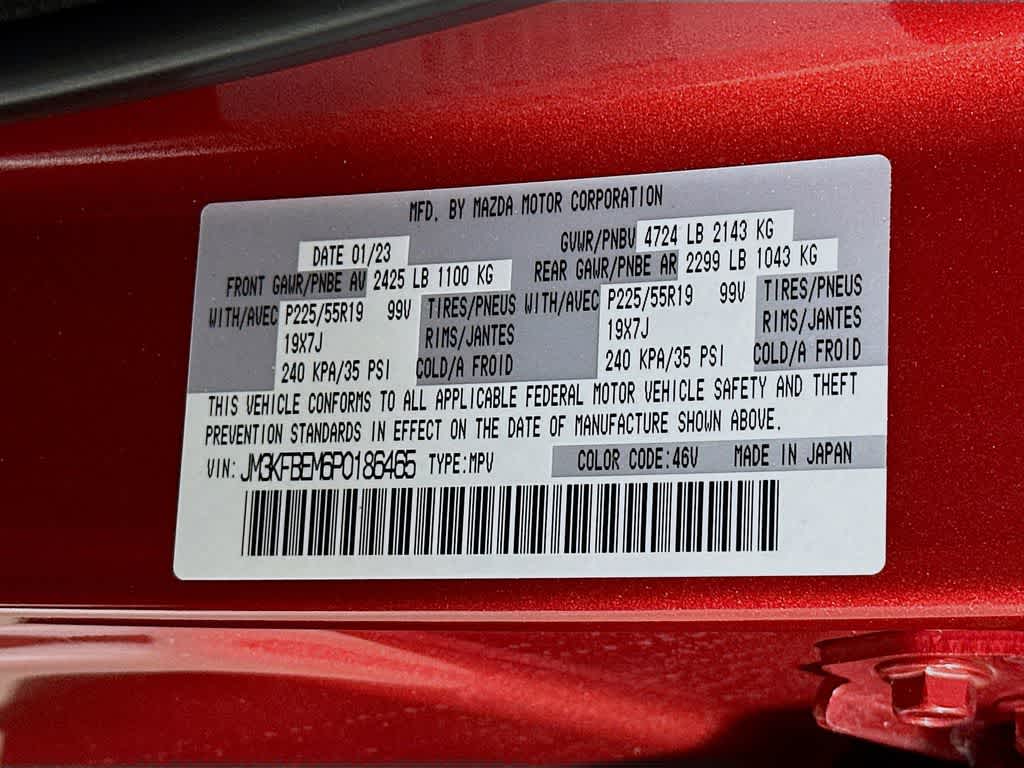 MFD. BY MAZDA MOTOR CORPORATION
DATE 01/23 GVWR/PNBV 4724 LB 2143 KG
FRONT GAWR/PNBE AV 2425 LB 1100 KG REAR GAWR/PNBE AR 2299 LB 1043 KG
WITH/AVEC P225/55R19 99V TIRES/PNEUS WITH/AVEC P225/55R19 99V TIRES/PNEUS
19X7J RIMS/JANTES 19X7J RIMS/JANTES
240 KPA/35 PSI COLD/A FROID 240 KPA/35 PSI COLD/A FROID
THIS VEHICLE CONFORMS TO ALL APPLICABLE FEDERAL MOTOR VEHICLE SAFETY AND THEFT
PREVENTION STANDARDS IN EFFECT ON THE DATE OF MANUFACTURE SHOWN ABOVE.
VIN: JM3KFBEM6P0186465 TYPE:MPV COLOR CODE:46V MADE IN JAPAN